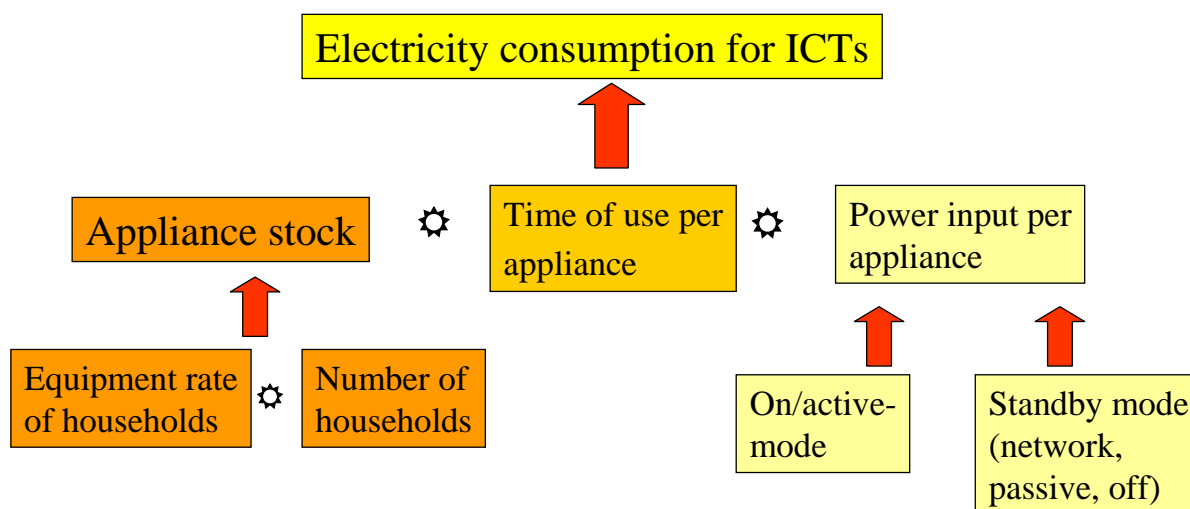 Electricity consumption for ICTs
Appliance stock
Time of use per
appliance
Power input per
appliance
Equipment rate
of households
Number of
households
On/active-
mode
Standby mode
(network,
passive, off)